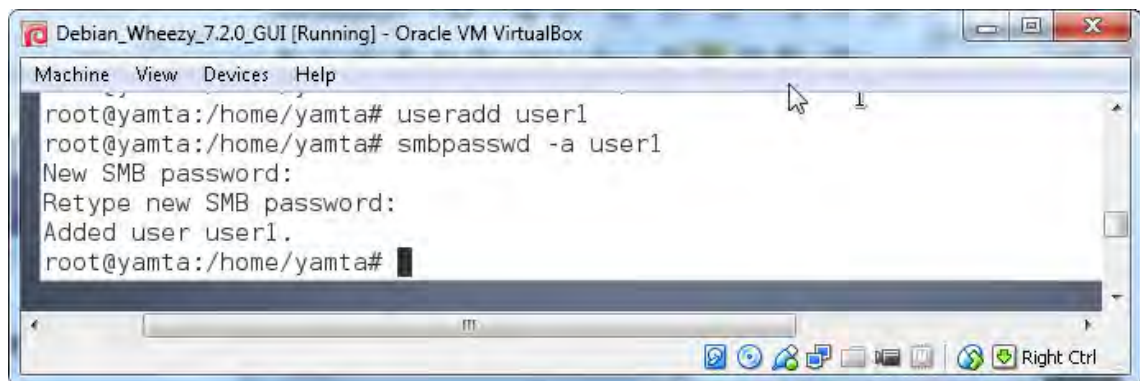 Debian_Wheezy_7.2.0_GUI [Running] - Oracle VM VirtualBox
Machine View Devices Help
root@yamta:/home/yamta# useradd user1
root@yamta:/home/yamta# smbpasswd -a user1
New SMB password:
Retype new SMB password:
Added user user1.
root@yamta:/home/yamta#
Right Ctrl